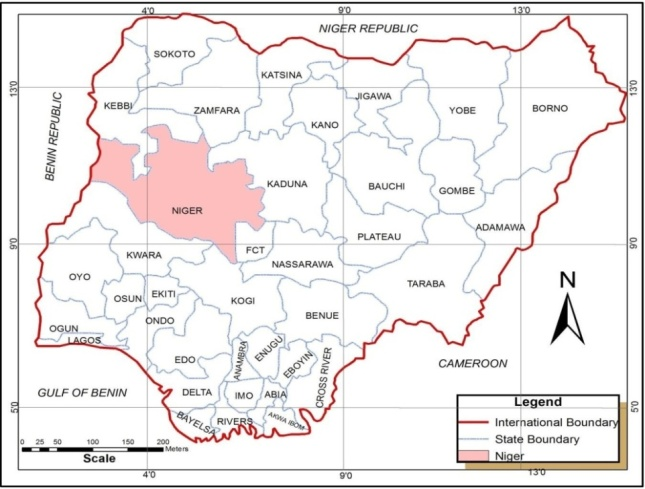 4'0 9'0 13'0
NIGER REPUBLIC
SOKOTO
KATSINA
13'0 13'0
KEBBI
ZAMFARA
JIGAWA
YOBE
BORNO
KANO
BENIN REPUBLIC
KADUNA
BAUCHI
GOMBE
NIGER
ADAMAWA
PLATEAU
9'0 9'0
KWARA
FCT
NASSARAWA
OYO
TARABA
N
OSUN
EKITI
KOGI
ONDO
BENUE
OGUN
LAGOS
EDO
ANAMBRA
ENUGU
EBOYIN
CROSS RIVER
CAMEROON
GULF OF BENIN
DELTA
IMO
ABIA
5'0 5'0
BAYELSA
RIVERS
AKWA IBOM
Legend
International Boundary
State Boundary
Niger
0 25 50 100 150 200
Meters
Scale
4'0 9'0 13'0